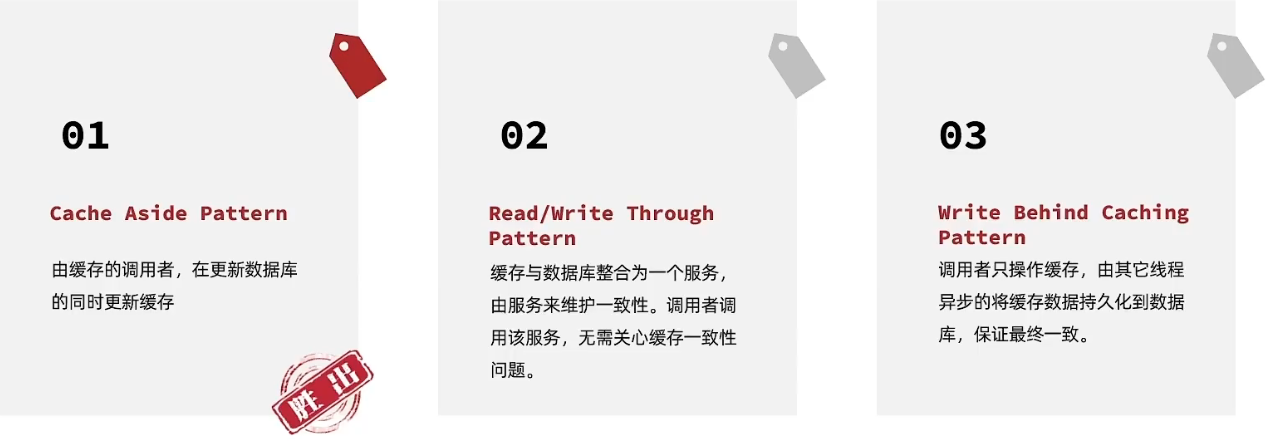 01
Cache Aside Pattern
由缓存的调用者，在更新数据库
的同时更新缓存
胜出
02
Read/Write Through
Pattern
缓存与数据库整合为一个服务，
由服务来维护一致性。调用者调
用该服务，无需关心缓存一致性
问题。
03
Write Behind Caching
Pattern
调用者只操作缓存，由其它线程
异步的将缓存数据持久化到数据
库，保证最终一致。